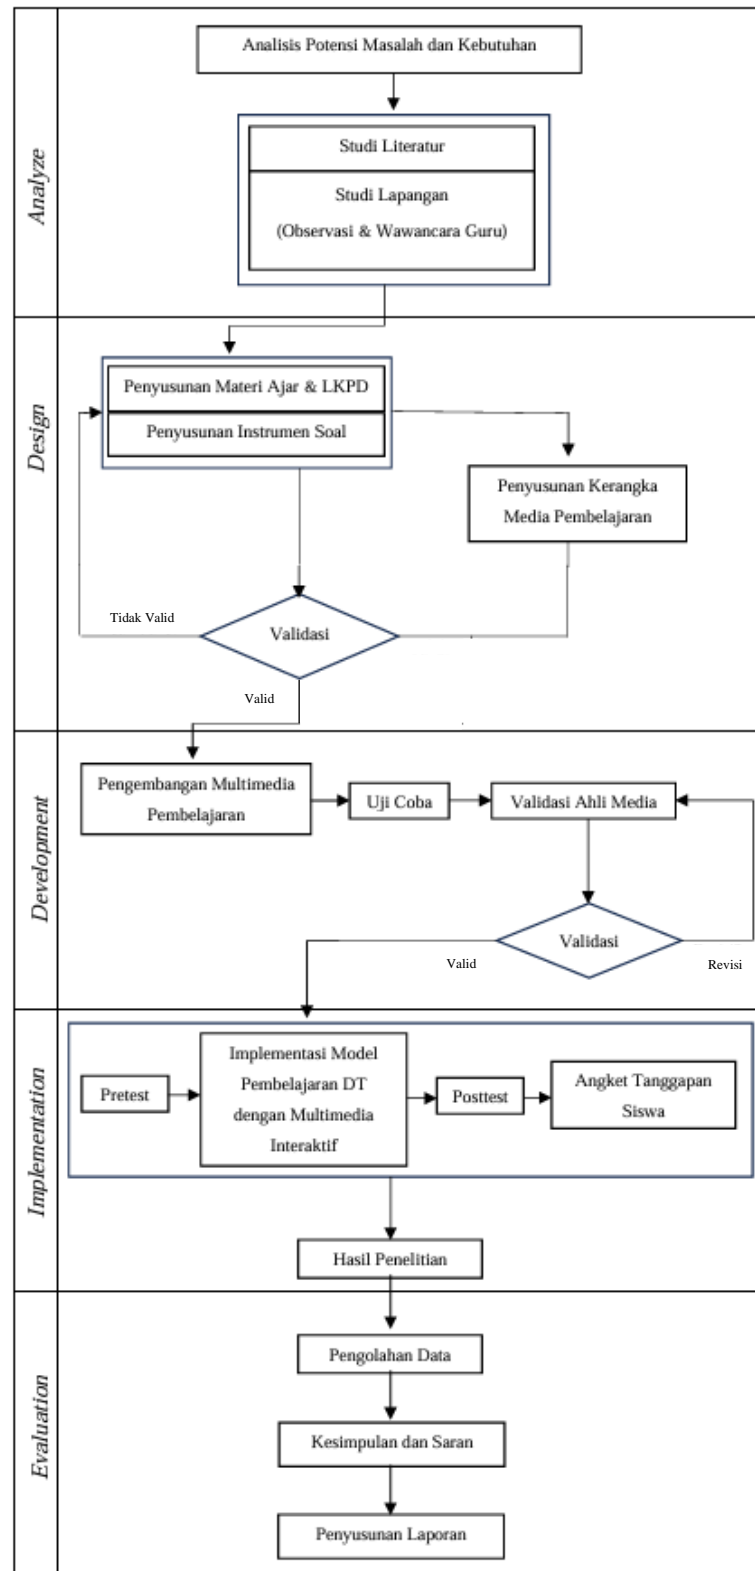 Analyze
Analisis Potensi Masalah dan Kebutuhan
Studi Literatur
Studi Lapangan
(Observasi & Wawancara Guru)
Design
Penyusunan Materi Ajar & LKPD
Penyusunan Instrumen Soal
Penyusunan Kerangka
Media Pembelajaran
Tidak Valid
Validasi
Valid
Development
Pengembangan Multimedia
Pembelajaran
Uji Coba
Validasi Ahli Media
Validasi
Valid
Revisi
Implementation
Pretest
Implementasi Model
Pembelajaran DT
dengan Multimedia
Interaktif
Posttest
Angket Tanggapan
Siswa
Hasil Penelitian
Evaluation
Pengolahan Data
Kesimpulan dan Saran
Penyusunan Laporan